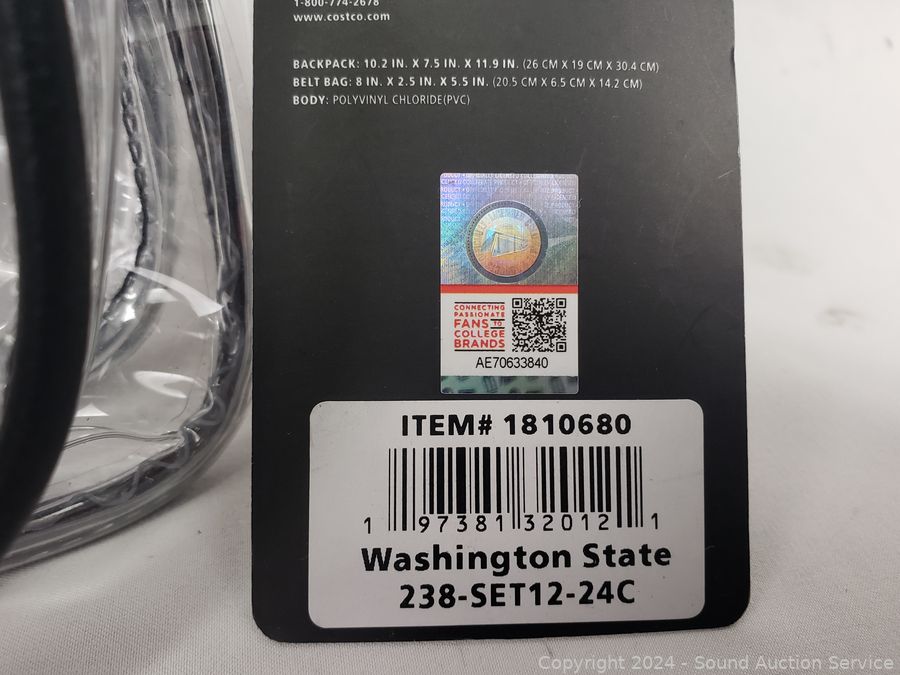 1-800-774-2678
www.costco.com
BACKPACK: 10.2 IN. X 7.5 IN. X 11.9 IN. (26 CM X 19 CM X 30.4 CM)
BELT BAG: 8 IN. X 2.5 IN. X 5.5 IN. (20.5 CM X 6.5 CM X 14.2 CM)
BODY: POLYVINYL CHLORIDE(PVC)
CONNECTING
PASSIONATE
FANS TO
COLLEGE
BRANDS
AE70633840
ITEM# 1810680
1 97381 32012 1
Washington State
238-SET12-24C
Copyright 2024 - Sound Auction Service